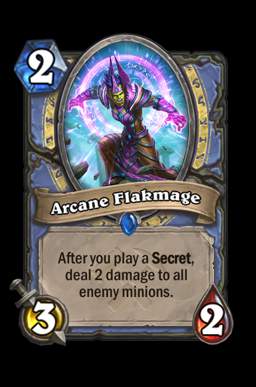 2
Arcane Flakmage
After you play a Secret,
deal 2 damage to all
enemy minions.
3
2